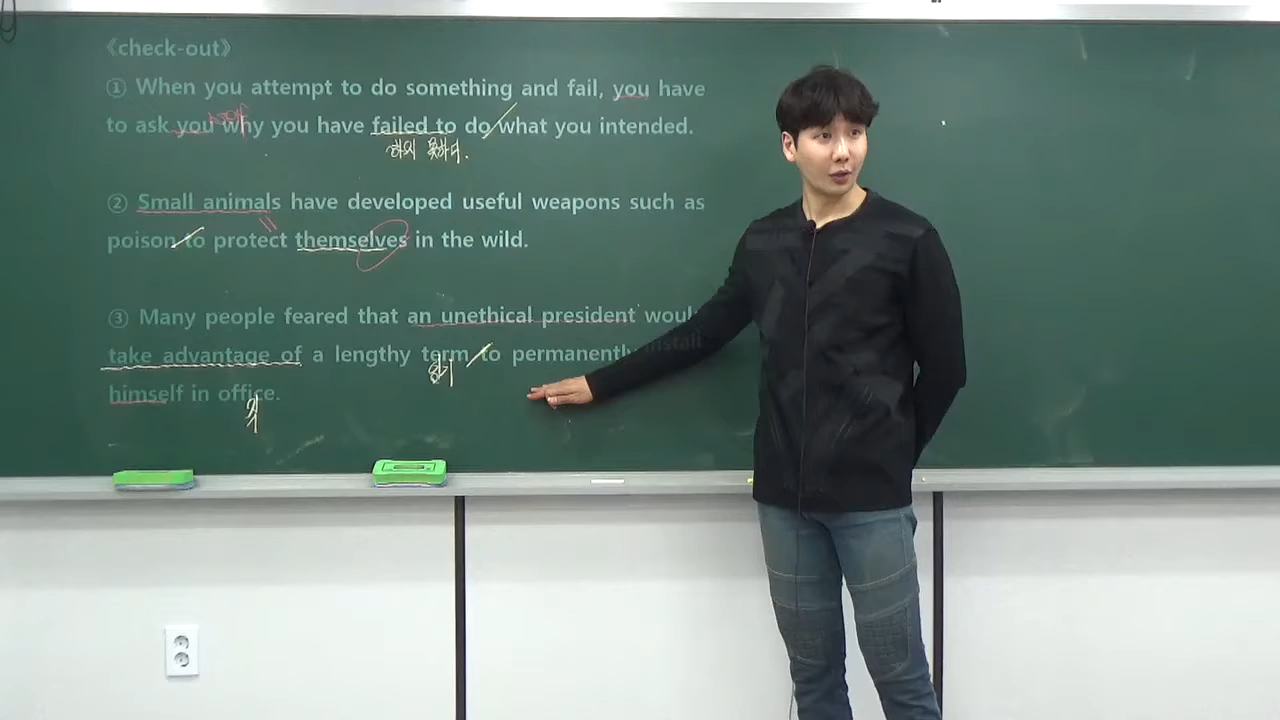 《check-out》
① When you attempt to do something and fail, you have
to ask you why you have failed to do what you intended.
하지 못하다.
② Small animals have developed useful weapons such as
poison to protect themselves in the wild.
③ Many people feared that an unethical president would
take advantage of a lengthy term to permanently install
himself in office.